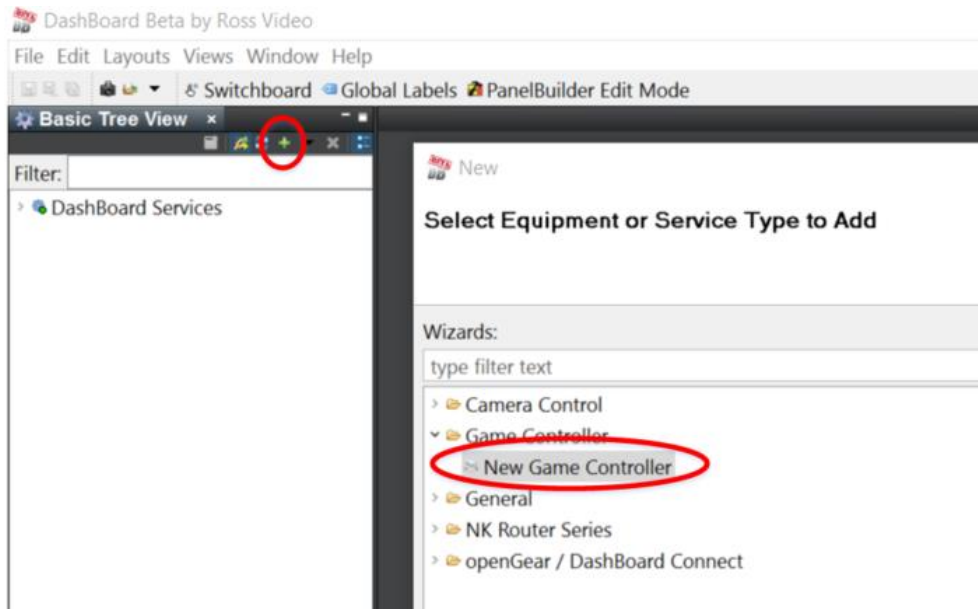 DashBoard Beta by Ross Video
File Edit Layouts Views Window Help
Switchboard Global Labels PanelBuilder Edit Mode
Basic Tree View
Filter:
DashBoard Services
New
Select Equipment or Service Type to Add
Wizards:
type filter text
Camera Control
Game Controller
New Game Controller
General
NK Router Series
openGear / DashBoard Connect